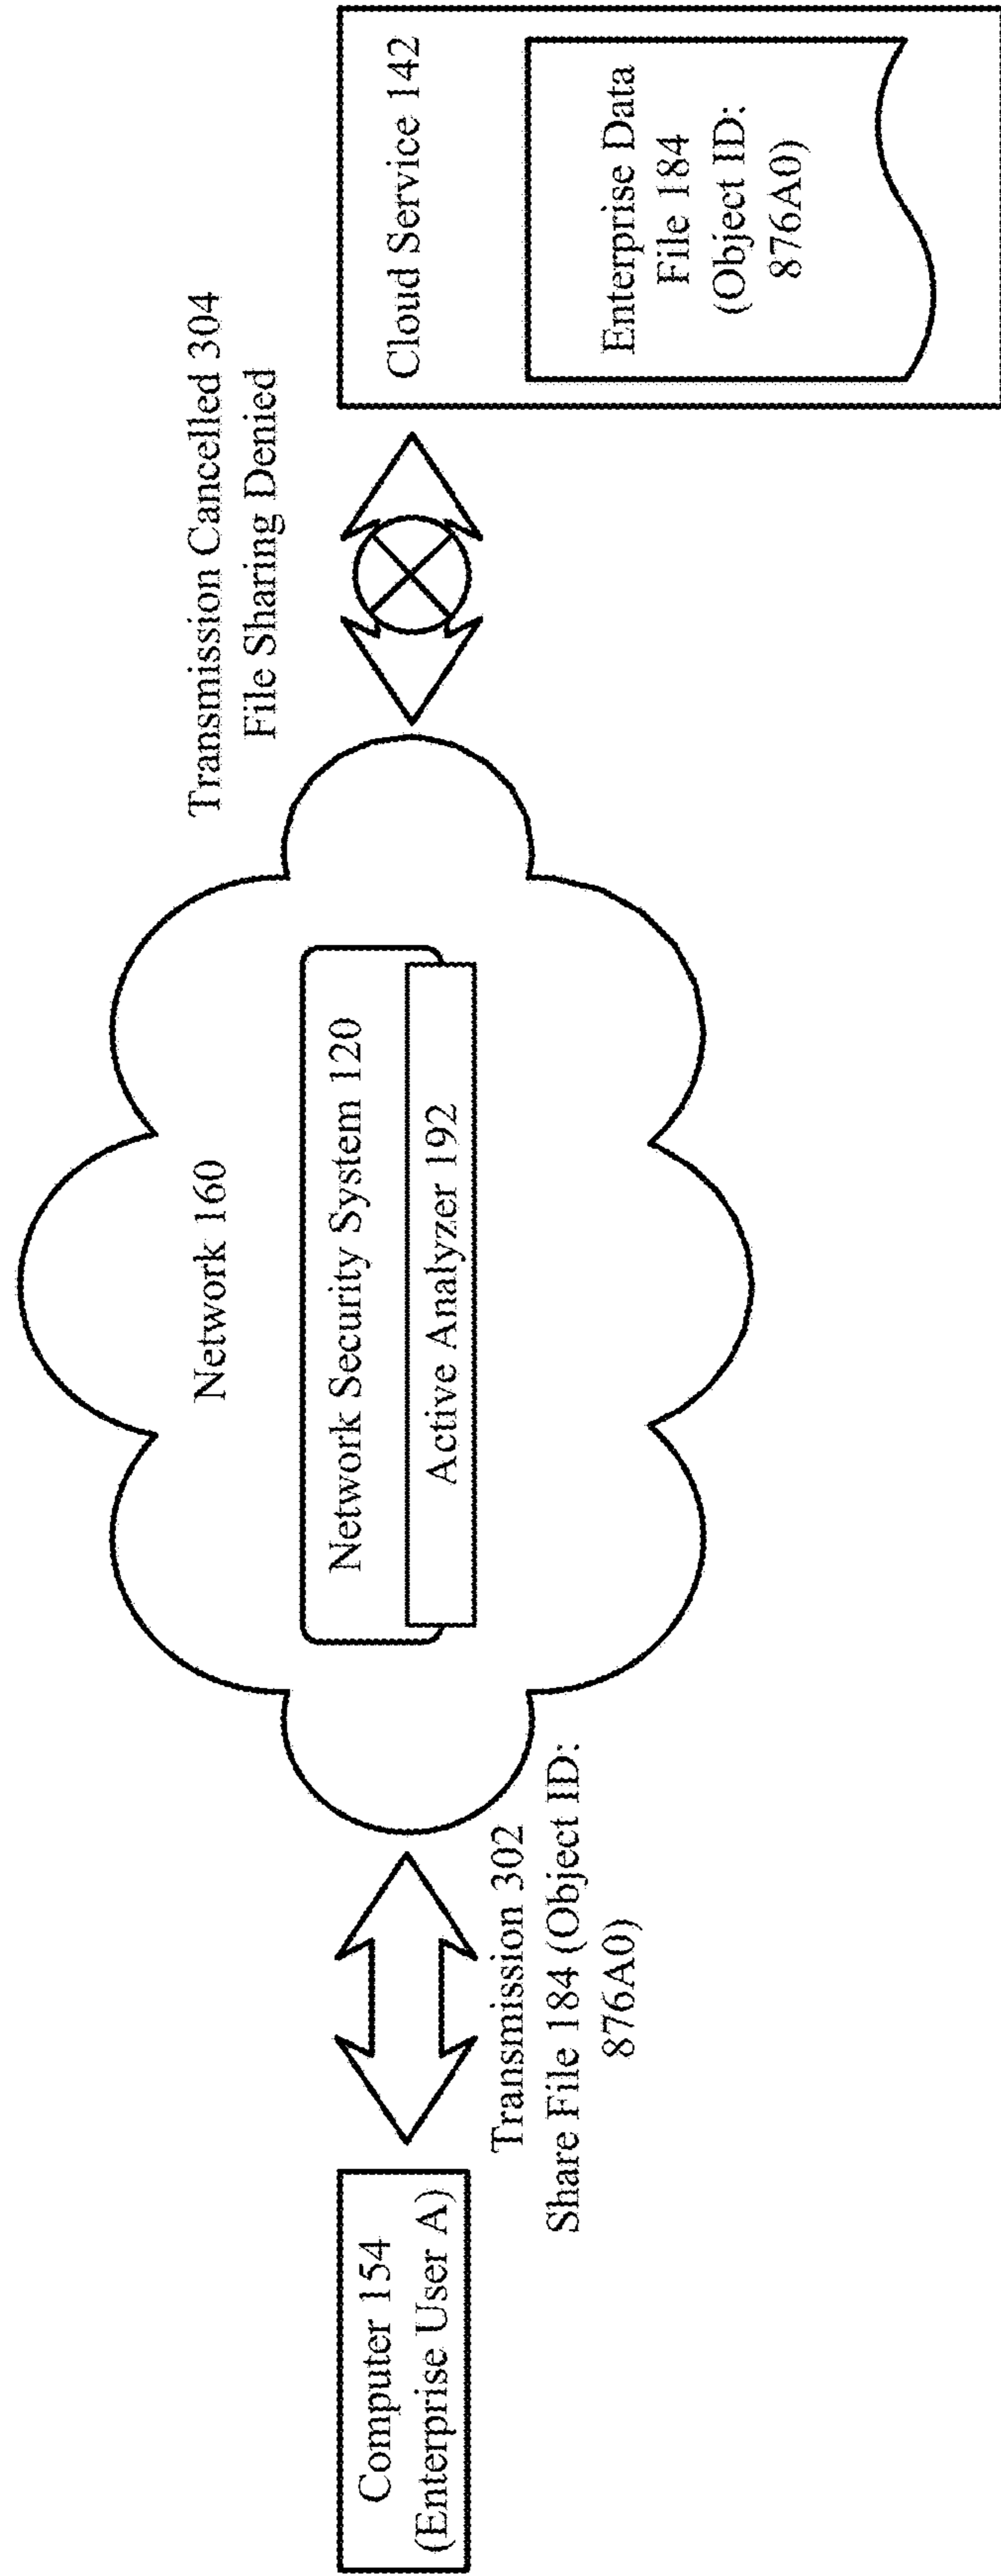 Computer 154
(Enterprise User A)
Transmission 302
Share File 184 (Object ID:
876A0)
Network 160
Network Security System 120
Active Analyzer 192
Transmission Cancelled 304
File Sharing Denied
Cloud Service 142
Enterprise Data
File 184
(Object ID:
876A0)